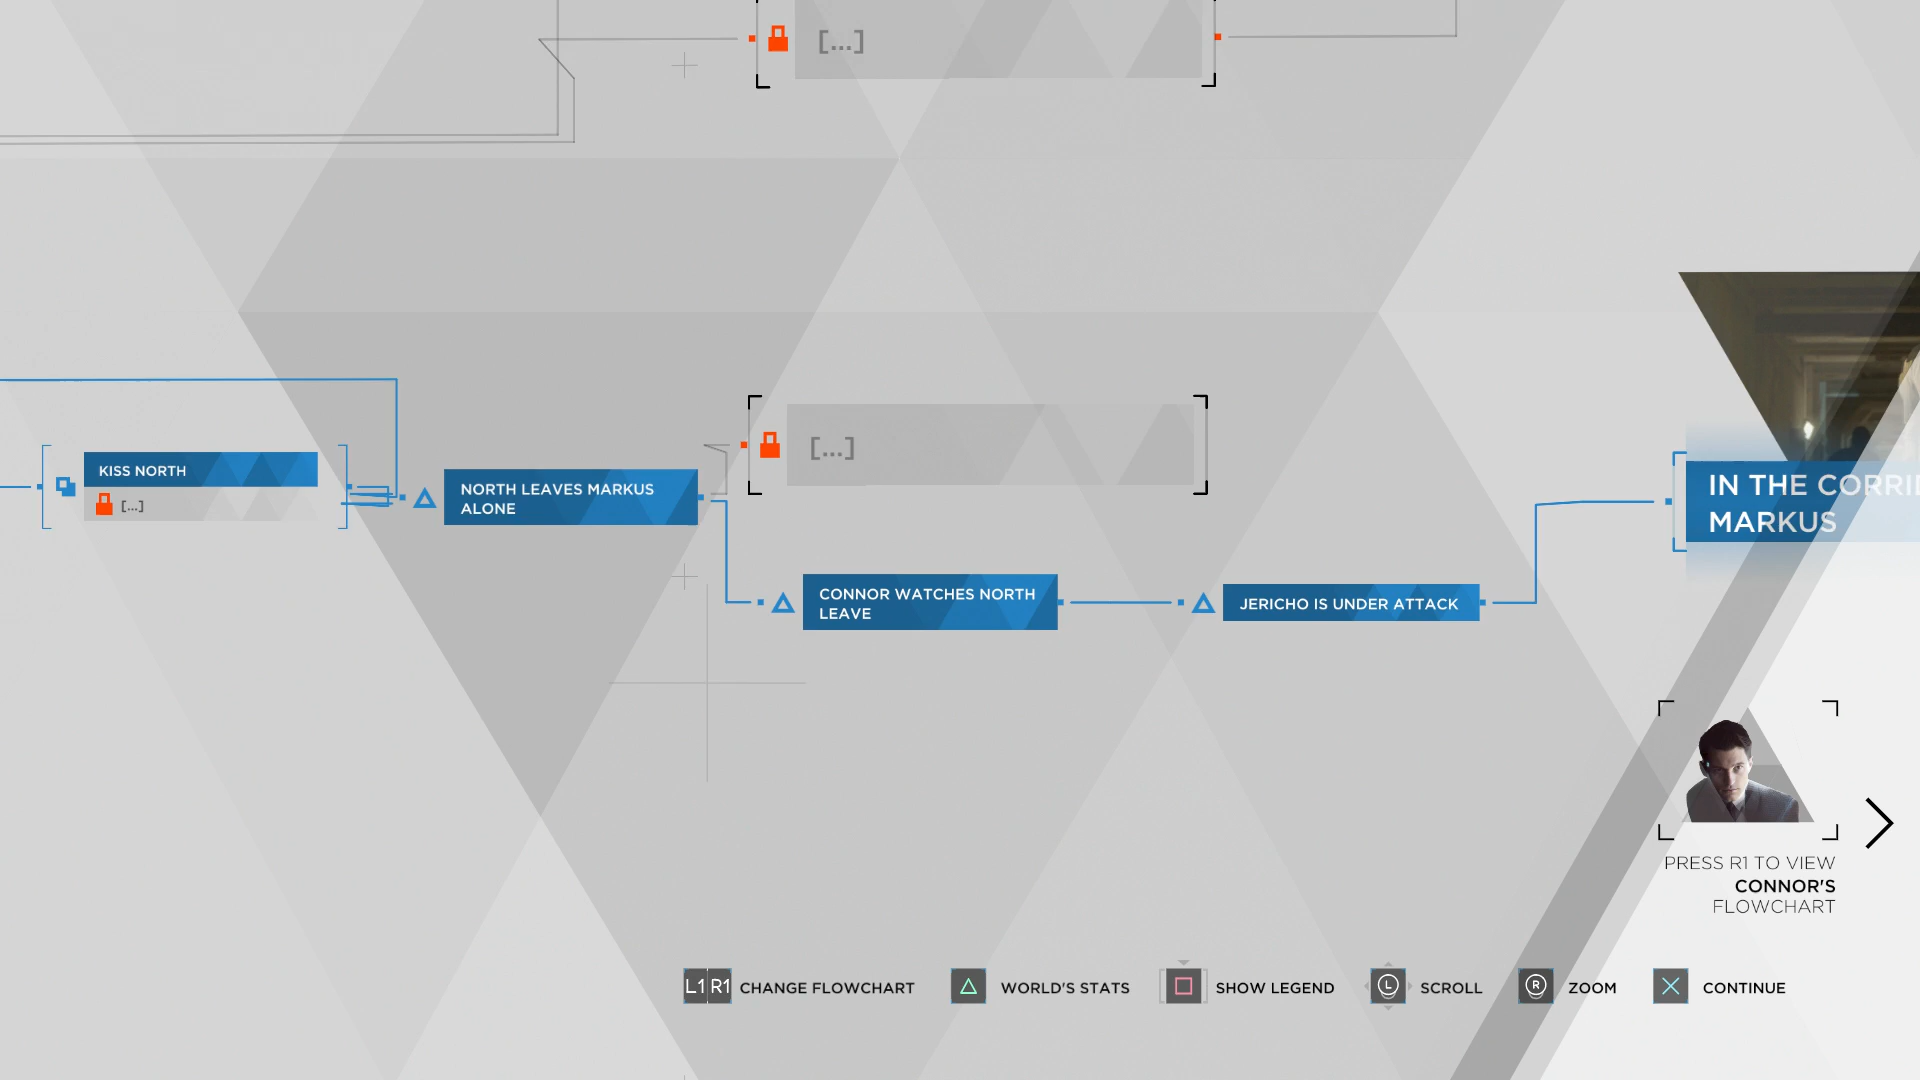 [...]
KISS NORTH
[...]
NORTH LEAVES MARKUS
ALONE
[...]
CONNOR WATCHES NORTH
LEAVE
JERICHO IS UNDER ATTACK
IN THE
MARKUS
PRESS R1 TO VIEW
CONNOR'S
FLOWCHART
L1 R1 CHANGE FLOWCHART
WORLD'S STATS
SHOW LEGEND
L SCROLL
R ZOOM
CONTINUE